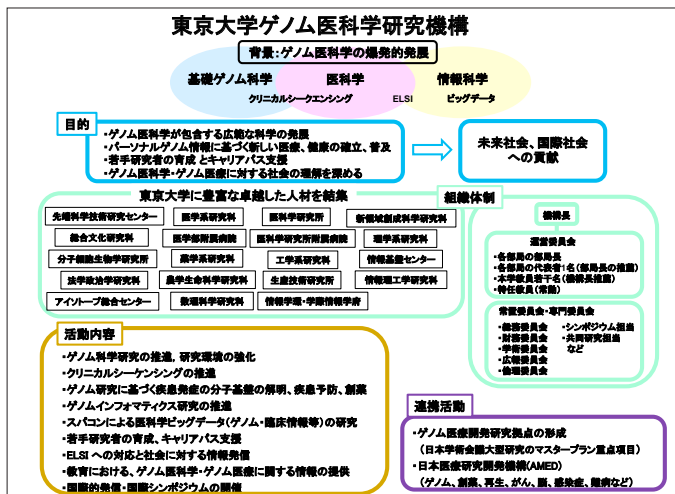 東京大学ゲノム医科学研究機構
背景:ゲノム医科学の爆発的発展
基礎ゲノム科学 医科学 情報科学
クリニカルシークエンシング ELSI ビッグデータ
目的
・ゲノム医科学が包含する広範な科学の発展
・パーソナルゲノム情報に基づく新しい医療、健康の確立、普及
・若手研究者の育成 とキャリアパス支援
・ゲノム医科学・ゲノム医療に対する社会の理解を深める
未来社会、国際社会
への貢献
東京大学に豊富な卓越した人材を結集
先端科学技術研究センター 医学系研究科 医科学研究所 新領域創成科学研究科
総合文化研究科 医学部附属病院 医科学研究所附属病院 理学系研究科
分子細胞生物学研究所 薬学系研究科 工学系研究科 情報基盤センター
法学政治学研究科 農学生命科学研究科 生産技術研究所 情報理工学研究科
アイソトープ総合センター 数理科学研究科 情報学環・学際情報学府
組織体制
機構長
運営委員会
・各部局の部局長
・各部局の代表者1名(部局長の推薦)
・本学教員若干名(機構長推薦)
・特任教員(常勤)
常置委員会・専門委員会
・総務委員会 ・シンポジウム担当
・財務委員会 ・共同研究担当
・学術委員会 など
・広報委員会
・倫理委員会
活動内容
・ゲノム科学研究の推進, 研究環境の強化
・クリニカルシーケンシングの推進
・ゲノム研究に基づく疾患発症の分子基盤の解明、疾患予防、創薬
・ゲノムインフォマティクス研究の推進
・スパコンによる医科学ビッグデータ(ゲノム・臨床情報等)の研究
・若手研究者の育成、キャリアパス支援
・ELSI への対応と社会に対する情報発信
・教育における、ゲノム医科学・ゲノム医療に関する情報の提供
・国際的発信・国際シンポジウムの開催
連携活動
・ゲノム医療開発研究拠点の形成
(日本学術会議大型研究のマスタープラン重点項目)
・日本医療研究開発機構(AMED)
(ゲノム、創薬、再生、がん、脳、感染症、難病など)